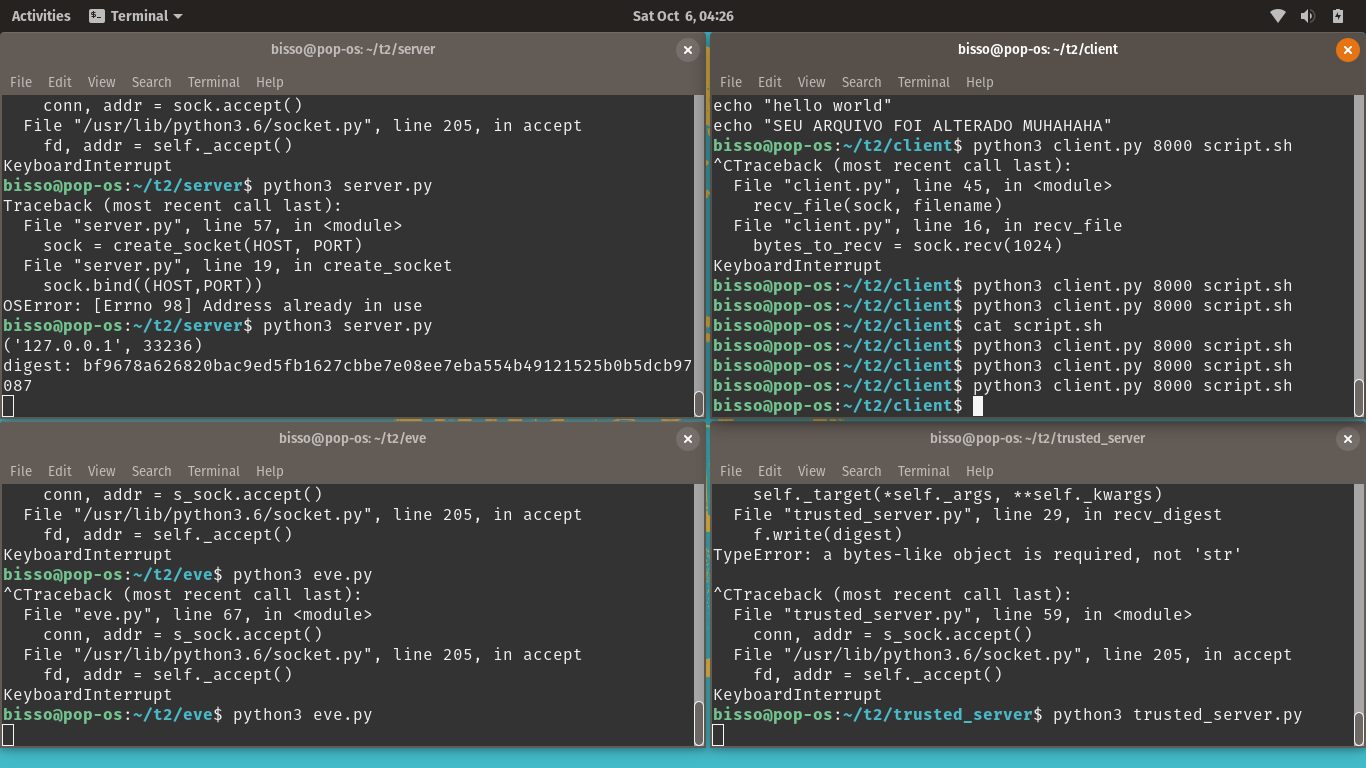 Activities
Terminal
Sat Oct 6, 04:26
bisso@pop-os: ~/t2/server
File Edit View Search Terminal Help
    conn, addr = sock.accept()
  File "/usr/lib/python3.6/socket.py", line 205, in accept
    fd, addr = self._accept()
KeyboardInterrupt
bisso@pop-os:~/t2/server$ python3 server.py
Traceback (most recent call last):
  File "server.py", line 57, in <module>
    sock = create_socket(HOST, PORT)
  File "server.py", line 19, in create_socket
    sock.bind((HOST,PORT))
OSError: [Errno 98] Address already in use
bisso@pop-os:~/t2/server$ python3 server.py
('127.0.0.1', 33236)
digest: bf9678a626820bac9ed5fb1627cbbe7e08ee7eba554b49121525b0b5dcb97
087
bisso@pop-os: ~/t2/client
File Edit View Search Terminal Help
echo "hello world"
echo "SEU ARQUIVO FOI ALTERADO MUHAHAHA"
bisso@pop-os:~/t2/client$ python3 client.py 8000 script.sh
^CTraceback (most recent call last):
  File "client.py", line 45, in <module>
    recv_file(sock, filename)
  File "client.py", line 16, in recv_file
    bytes_to_recv = sock.recv(1024)
KeyboardInterrupt
bisso@pop-os:~/t2/client$ python3 client.py 8000 script.sh
bisso@pop-os:~/t2/client$ python3 client.py 8000 script.sh
bisso@pop-os:~/t2/client$ cat script.sh
bisso@pop-os:~/t2/client$ python3 client.py 8000 script.sh
bisso@pop-os:~/t2/client$ python3 client.py 8000 script.sh
bisso@pop-os:~/t2/client$ python3 client.py 8000 script.sh
bisso@pop-os:~/t2/client$
bisso@pop-os: ~/t2/eve
File Edit View Search Terminal Help
    conn, addr = s_sock.accept()
  File "/usr/lib/python3.6/socket.py", line 205, in accept
    fd, addr = self._accept()
KeyboardInterrupt
bisso@pop-os:~/t2/eve$ python3 eve.py
^CTraceback (most recent call last):
  File "eve.py", line 67, in <module>
    conn, addr = s_sock.accept()
  File "/usr/lib/python3.6/socket.py", line 205, in accept
    fd, addr = self._accept()
KeyboardInterrupt
bisso@pop-os:~/t2/eve$ python3 eve.py
bisso@pop-os: ~/t2/trusted_server
File Edit View Search Terminal Help
    self._target(*self._args, **self._kwargs)
  File "trusted_server.py", line 29, in recv_digest
    f.write(digest)
TypeError: a bytes-like object is required, not 'str'
^CTraceback (most recent call last):
  File "trusted_server.py", line 59, in <module>
    conn, addr = s_sock.accept()
  File "/usr/lib/python3.6/socket.py", line 205, in accept
    fd, addr = self._accept()
KeyboardInterrupt
bisso@pop-os:~/t2/trusted_server$ python3 trusted_server.py